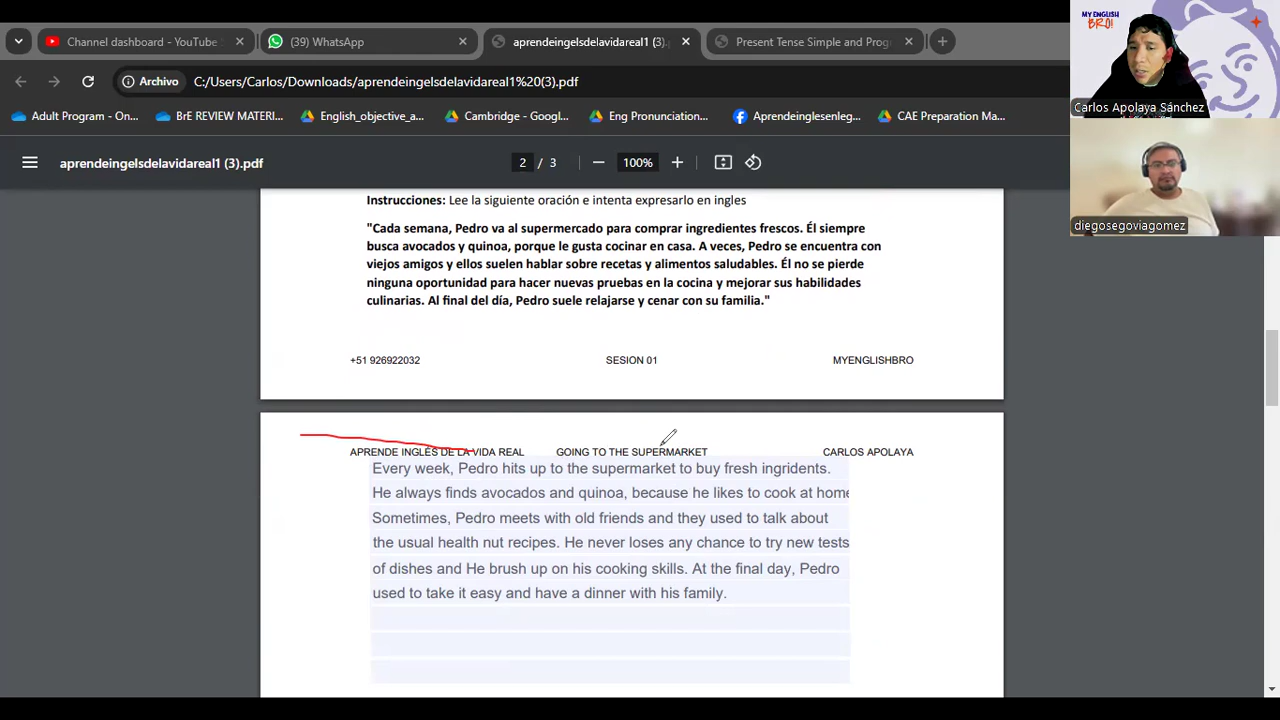 Channel dashboard - YouTube
(39) WhatsApp
aprendeingelsdelavidareal1 (3).p
Present Tense Simple and Prog
MY ENGLISH
BRO!
Archivo
C:/Users/Carlos/Downloads/aprendeingelsdelavidareal1%20(3).pdf
Carlos Apolaya Sánchez
Adult Program - On...
BrE REVIEW MATERI...
English_objective_a...
Cambridge - Googl...
Eng Pronunciation...
Aprendeinglesenleg...
CAE Preparation Ma...
aprendeingelsdelavidareal1 (3).pdf
2 / 3
100%
diegosegoviagomez
Instrucciones: Lee la siguiente oración e intenta expresarlo en ingles
"Cada semana, Pedro va al supermercado para comprar ingredientes frescos. Él siempre
busca avocados y quinoa, porque le gusta cocinar en casa. A veces, Pedro se encuentra con
viejos amigos y ellos suelen hablar sobre recetas y alimentos saludables. Él no se pierde
ninguna oportunidad para hacer nuevas pruebas en la cocina y mejorar sus habilidades
culinarias. Al final del día, Pedro suele relajarse y cenar con su familia."
+51 926922032
SESION 01
MYENGLISHBRO
APRENDE INGLÉS DE LA VIDA REAL
GOING TO THE SUPERMARKET
CARLOS APOLAYA
Every week, Pedro hits up to the supermarket to buy fresh ingridents.
He always finds avocados and quinoa, because he likes to cook at home
Sometimes, Pedro meets with old friends and they used to talk about
the usual health nut recipes. He never loses any chance to try new tests
of dishes and He brush up on his cooking skills. At the final day, Pedro
used to take it easy and have a dinner with his family.